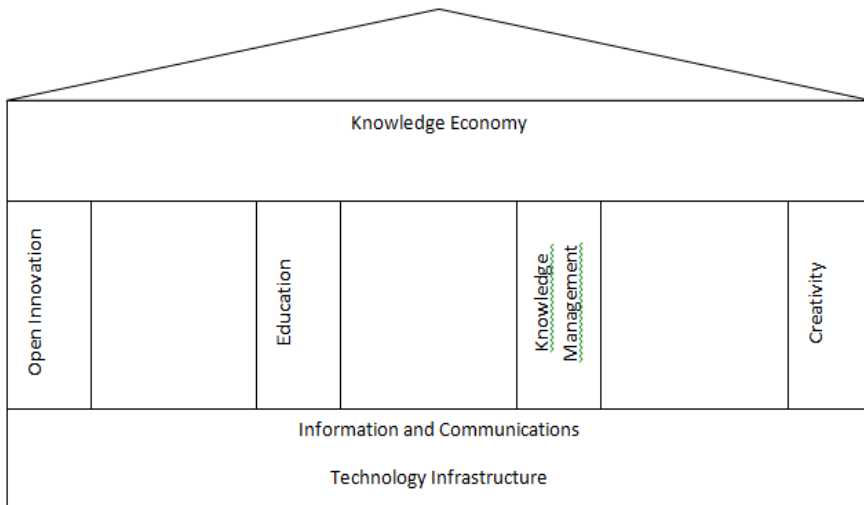 Knowledge Economy
Open Innovation
Education
Knowledge
Management
Creativity
Information and Communications
Technology Infrastructure